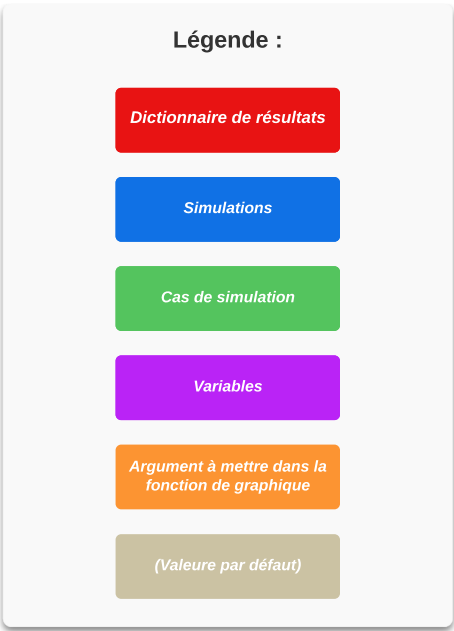 Légende :
Dictionnaire de résultats
Simulations
Cas de simulation
Variables
Argument à mettre dans la
fonction de graphique
(Valeure par défaut)